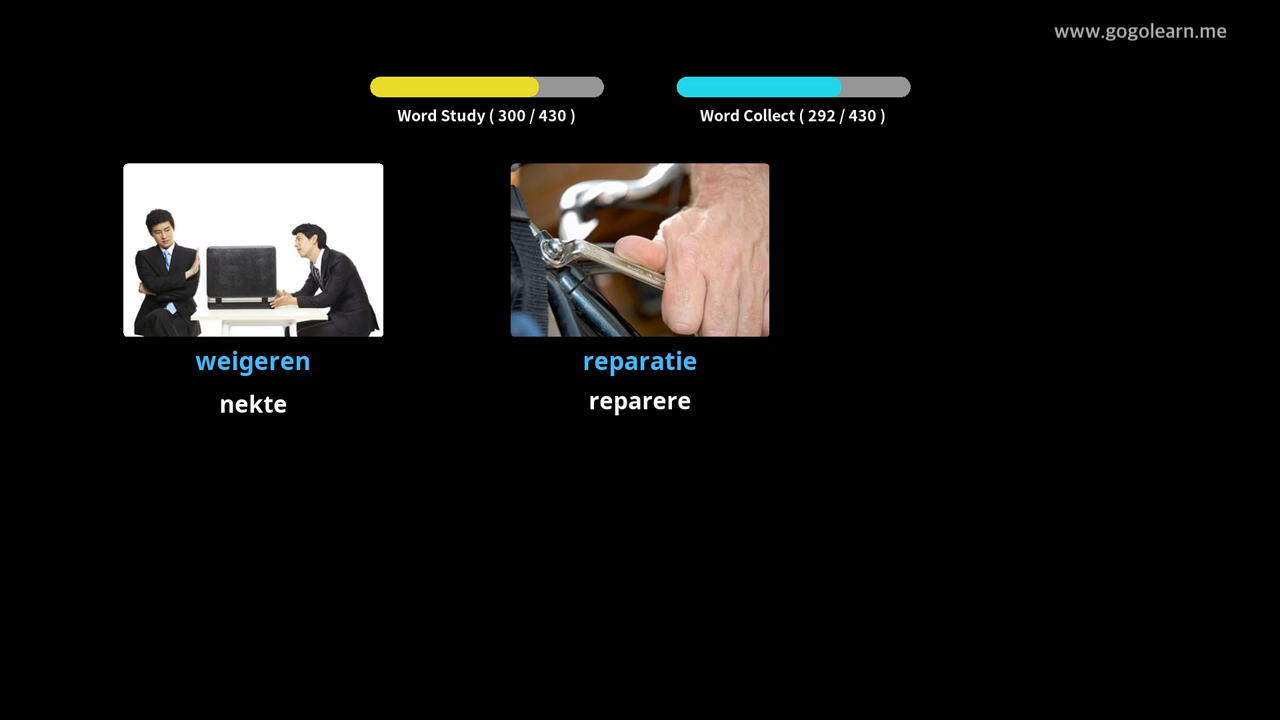 www.gogolearn.me
Word Study ( 300 / 430 )
Word Collect ( 292 / 430 )
weigeren
nekte
reparatie
reparere